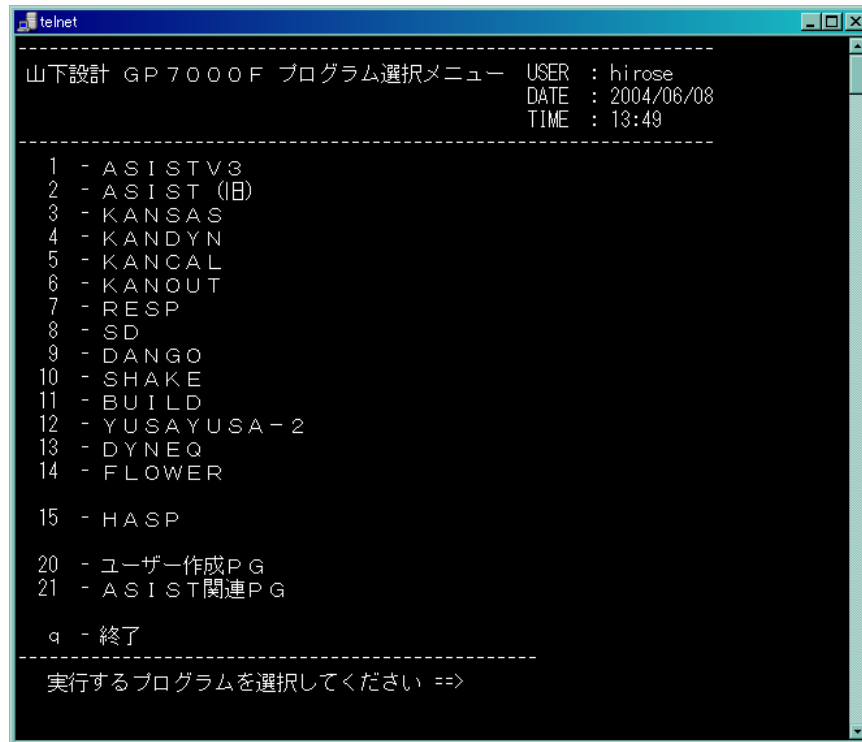 telnet
--------------------------------------------------------------------
山下設計 ＧＰ７０００Ｆ プログラム選択メニュー USER : hirose
DATE : 2004/06/08
TIME : 13:49
--------------------------------------------------------------------
1 - ＡＳＩＳＴＶ３
2 - ＡＳＩＳＴ（旧）
3 - ＫＡＮＳＡＳ
4 - ＫＡＮＤＹＮ
5 - ＫＡＮＣＡＬ
6 - ＫＡＮＯＵＴ
7 - ＲＥＳＰ
8 - ＳＤ
9 - ＤＡＮＧＯ
10 - ＳＨＡＫＥ
11 - ＢＵＩＬＤ
12 - ＹＵＳＡＹＵＳＡ－２
13 - ＤＹＮＥＱ
14 - ＦＬＯＷＥＲ
15 - ＨＡＳＰ
20 - ユーザー作成ＰＧ
21 - ＡＳＩＳＴ関連ＰＧ
q - 終了
---------------------------------------------------
実行するプログラムを選択してください ==>